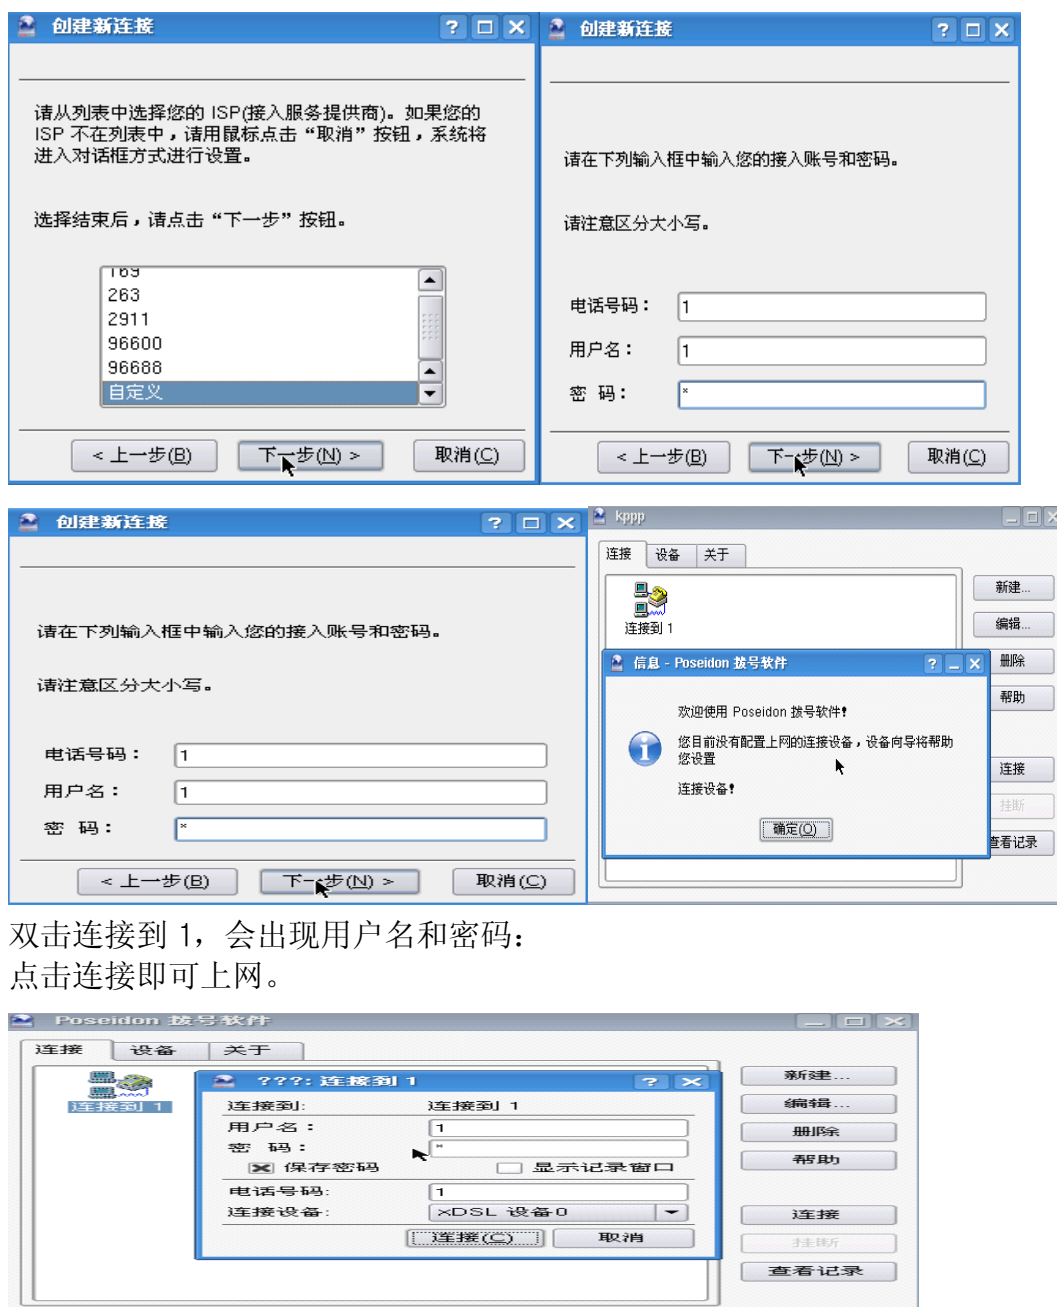 创建新连接
请从列表中选择您的 ISP(接入服务提供商)。如果您的
ISP 不在列表中，请用鼠标点击“取消”按钮，系统将
进入对话框方式进行设置。
选择结束后，请点击“下一步”按钮。
169
263
2911
96600
96688
自定义
< 上一步(B)
下一步(N) >
取消(C)
创建新连接
请在下列输入框中输入您的接入账号和密码。
请注意区分大小写。
电话号码： 1
用户名： 1
密 码： *
< 上一步(B)
下一步(N) >
取消(C)
创建新连接
请在下列输入框中输入您的接入账号和密码。
请注意区分大小写。
电话号码： 1
用户名： 1
密 码： *
< 上一步(B)
下一步(N) >
取消(C)
kppp
连接 设备 关于
连接到 1
新建...
编辑...
删除
帮助
连接
挂断
查看记录
信息 - Poseidon 拨号软件
欢迎使用 Poseidon 拨号软件!
您目前没有配置上网的连接设备，设备向导将帮助
您设置
连接设备!
确定(O)
双击连接到 1，会出现用户名和密码：
点击连接即可上网。
Poseidon 拨号软件
连接 设备 关于
连接到 1
???: 连接到 1
连接到: 连接到 1
用户名： 1
密 码： *
保存密码 显示记录窗口
电话号码: 1
连接设备: xDSL 设备0
连接(C) 取消
新建...
编辑...
删除
帮助
连接
挂断
查看记录